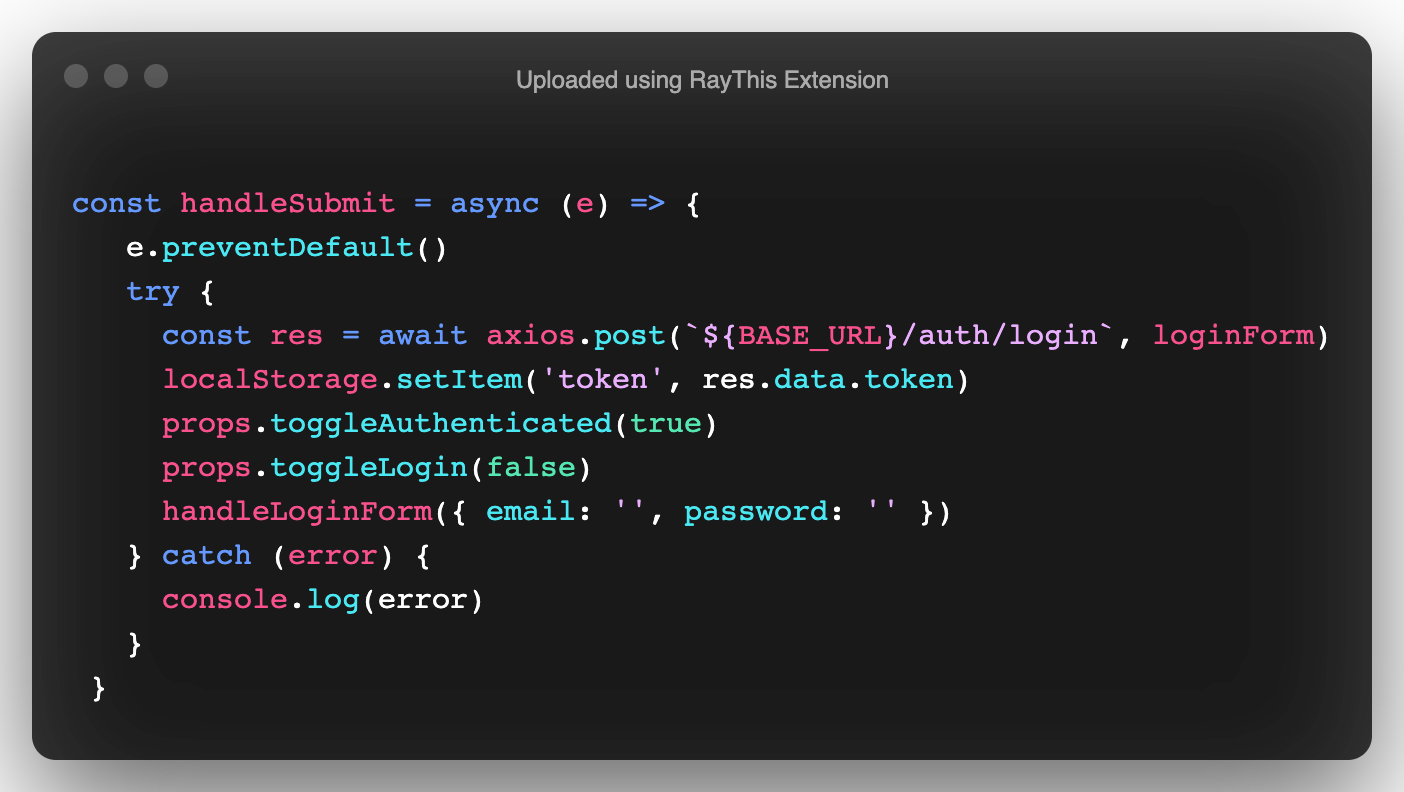 Uploaded using RayThis Extension
const handleSubmit = async (e) => {
   e.preventDefault()
   try {
     const res = await axios.post(`${BASE_URL}/auth/login`, loginForm)
     localStorage.setItem('token', res.data.token)
     props.toggleAuthenticated(true)
     props.toggleLogin(false)
     handleLoginForm({ email: '', password: '' })
   } catch (error) {
     console.log(error)
   }
 }